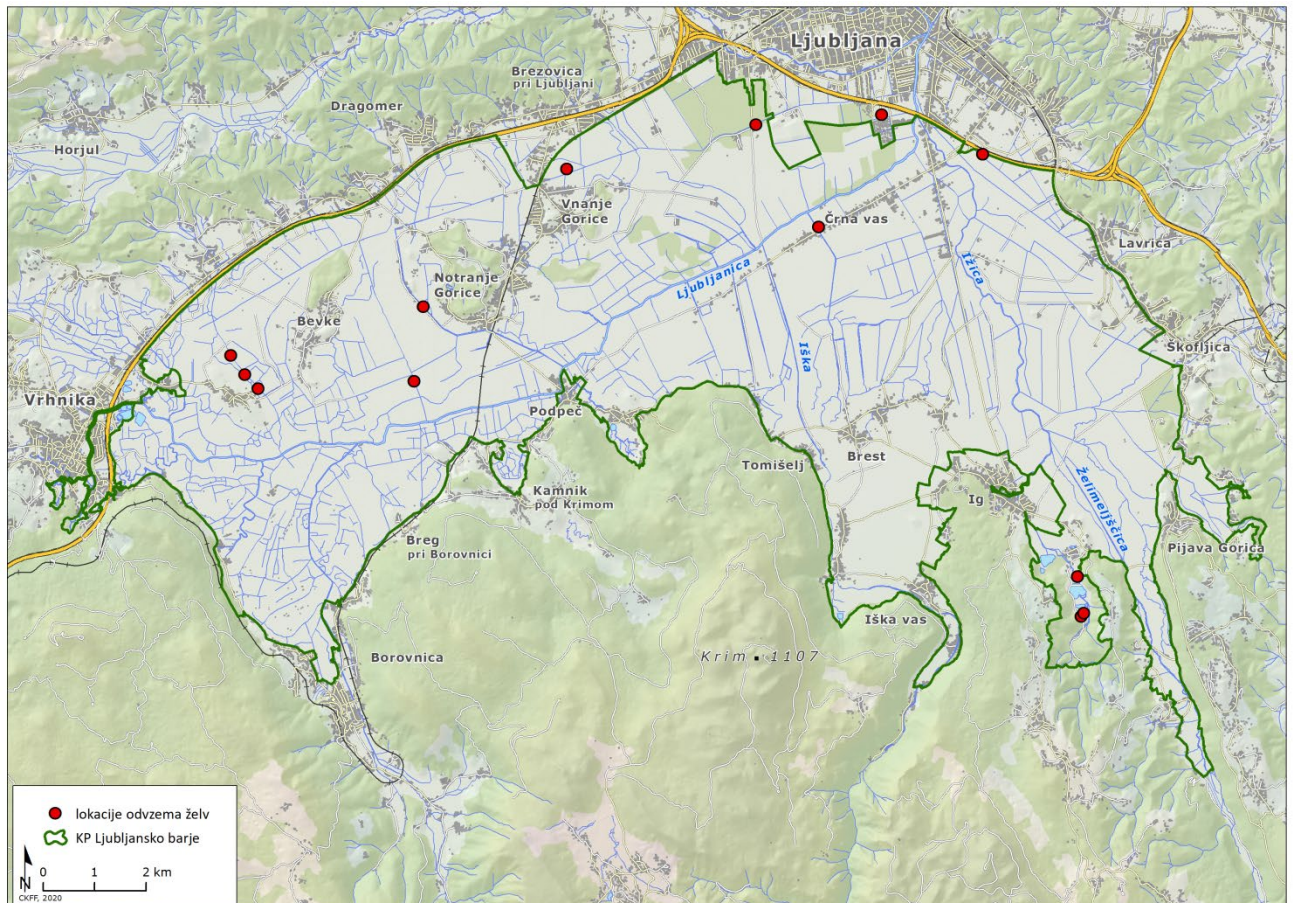 Ljubljana
Brezovica
pri Ljubljani
Dragomer
Horjul
Vnanje
Gorice
Črna vas
Lavrica
Ljubljanica
Ižica
Notranje
Gorice
Bevke
Iška
Škofljica
Vrhnika
Podpeč
Tomišelj
Brest
Ig
Želimeljščica
Kamnik
pod Krimom
Breg
pri Borovnici
Pijava Gorica
Iška vas
Borovnica
Krim 1107
lokacije odvzema želv
KP Ljubljansko barje
N
0 1 2 km
CKFF, 2020